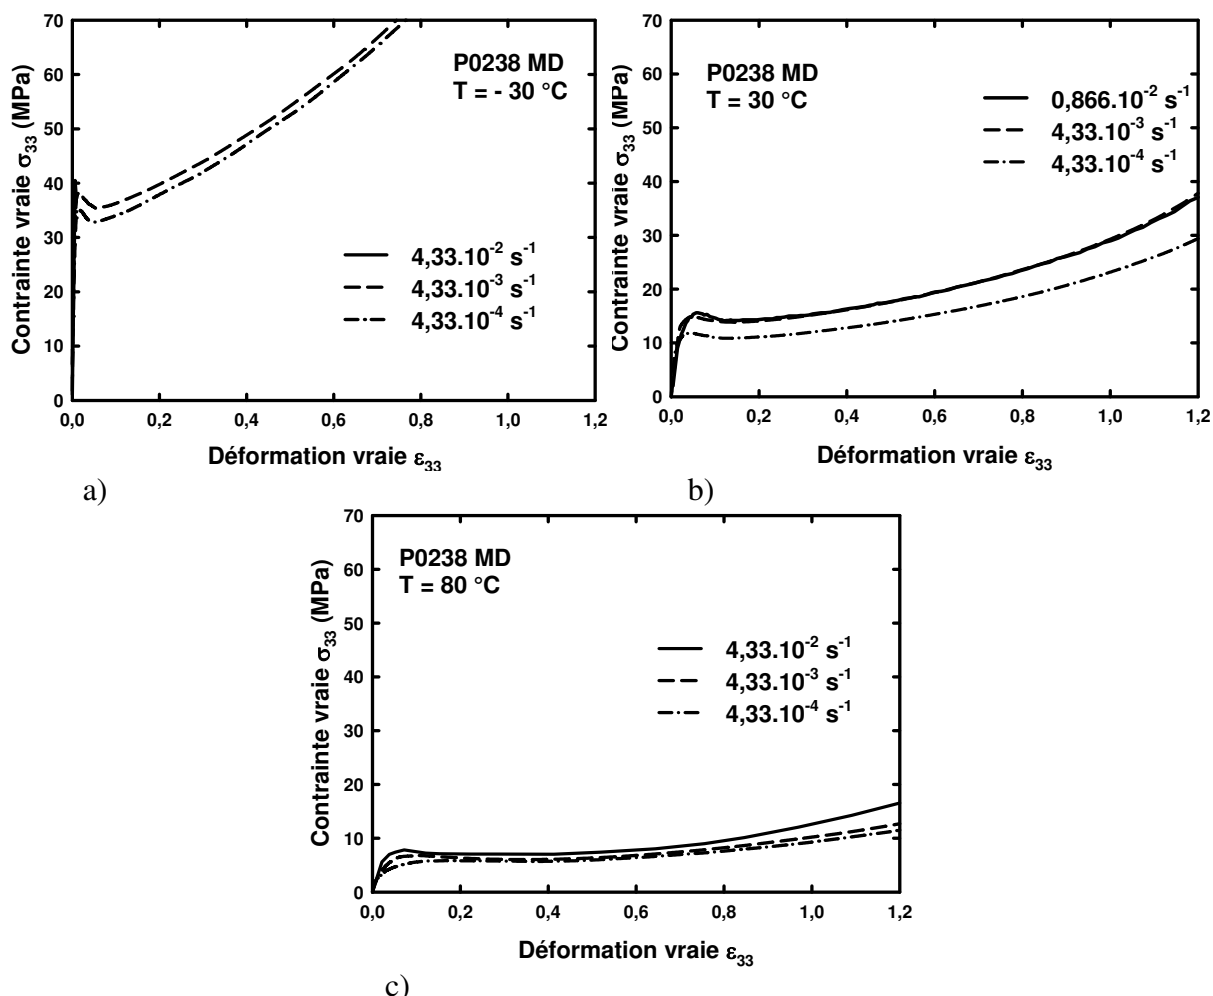 P0238 MD
T = - 30 °C
4,33.10⁻² s⁻¹
4,33.10⁻³ s⁻¹
4,33.10⁻⁴ s⁻¹
Contrainte vraie σ₃₃ (MPa)
70
60
50
40
30
20
10
0
0,0 0,2 0,4 0,6 0,8 1,0 1,2
Déformation vraie ε₃₃
a)
P0238 MD
T = 30 °C
0,866.10⁻² s⁻¹
4,33.10⁻³ s⁻¹
4,33.10⁻⁴ s⁻¹
Contrainte vraie σ₃₃ (MPa)
70
60
50
40
30
20
10
0
0,0 0,2 0,4 0,6 0,8 1,0 1,2
Déformation vraie ε₃₃
b)
P0238 MD
T = 80 °C
4,33.10⁻² s⁻¹
4,33.10⁻³ s⁻¹
4,33.10⁻⁴ s⁻¹
Contrainte vraie σ₃₃ (MPa)
70
60
50
40
30
20
10
0
0,0 0,2 0,4 0,6 0,8 1,0 1,2
Déformation vraie ε₃₃
c)